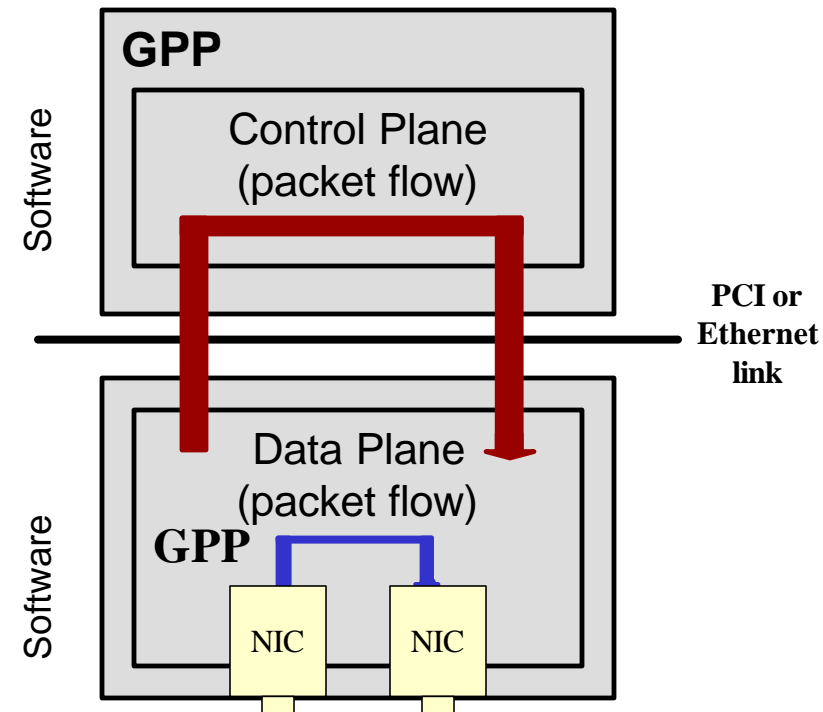 GPP
Software
Control Plane
(packet flow)
PCI or
Ethernet
link
Software
Data Plane
(packet flow)
GPP
NIC
NIC